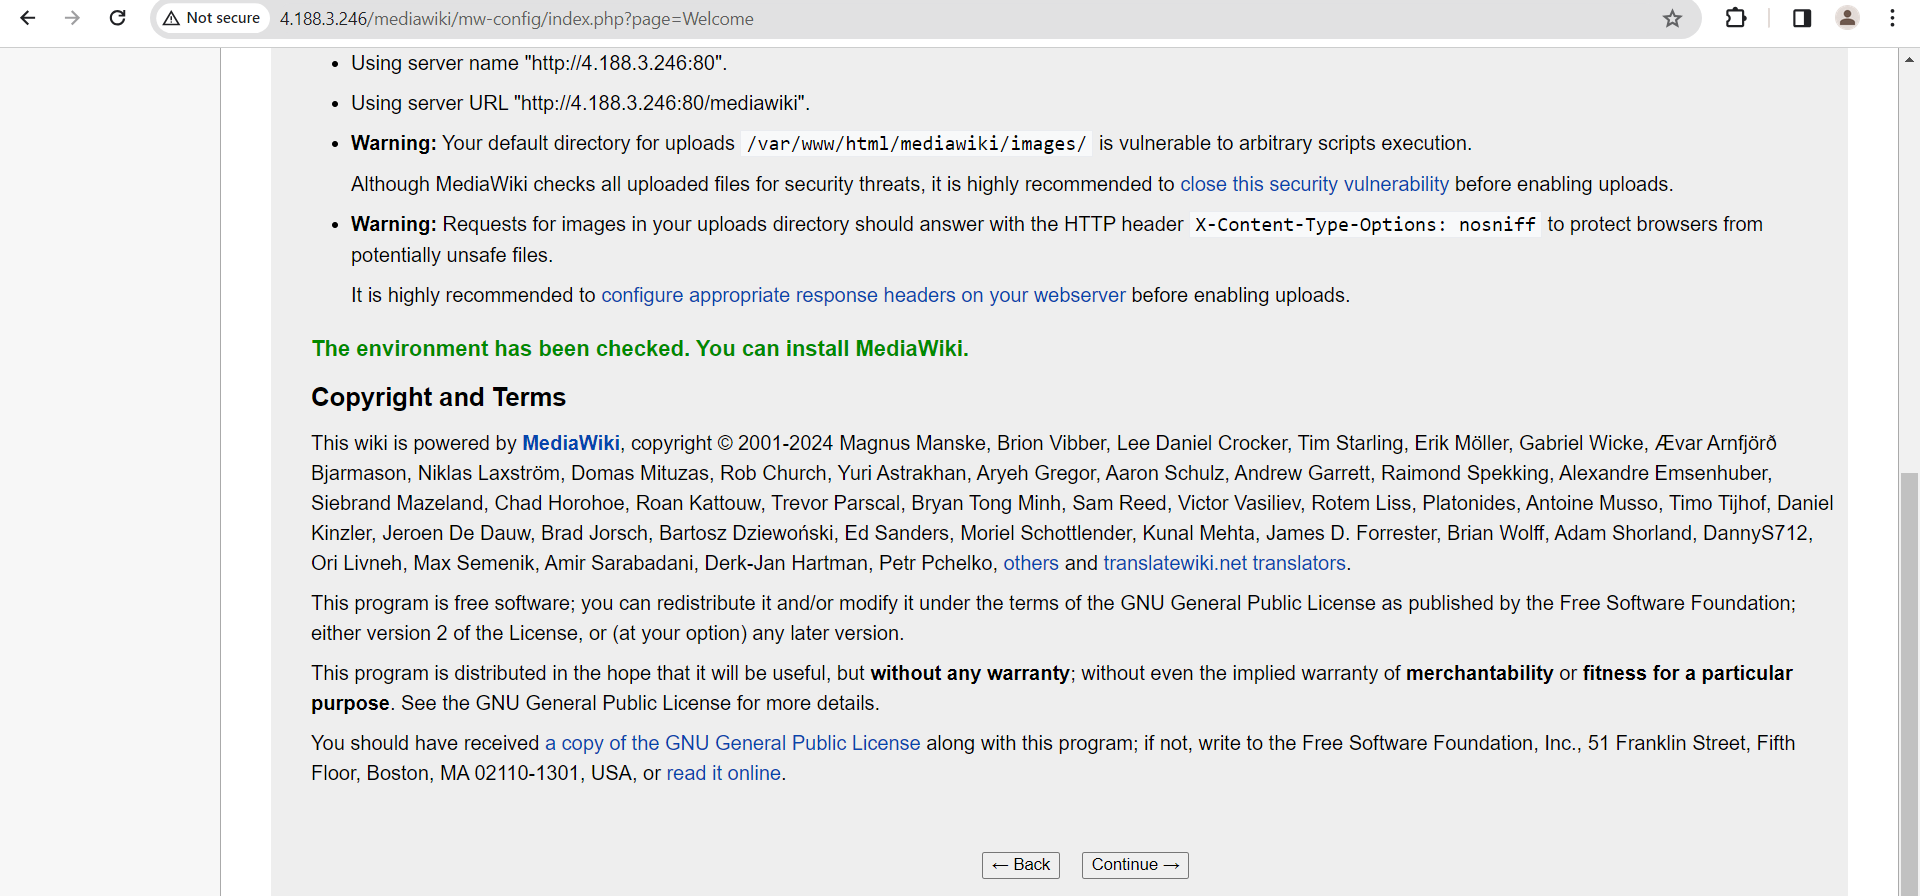 Not secure 4.188.3.246/mediawiki/mw-config/index.php?page=Welcome
• Using server name "http://4.188.3.246:80".
• Using server URL "http://4.188.3.246:80/mediawiki".
• Warning: Your default directory for uploads /var/www/html/mediawiki/images/ is vulnerable to arbitrary scripts execution.
Although MediaWiki checks all uploaded files for security threats, it is highly recommended to close this security vulnerability before enabling uploads.
• Warning: Requests for images in your uploads directory should answer with the HTTP header X-Content-Type-Options: nosniff to protect browsers from
potentially unsafe files.
It is highly recommended to configure appropriate response headers on your webserver before enabling uploads.
The environment has been checked. You can install MediaWiki.
Copyright and Terms
This wiki is powered by MediaWiki, copyright © 2001-2024 Magnus Manske, Brion Vibber, Lee Daniel Crocker, Tim Starling, Erik Möller, Gabriel Wicke, Ævar Arnfjörð
Bjarmason, Niklas Laxström, Domas Mituzas, Rob Church, Yuri Astrakhan, Aryeh Gregor, Aaron Schulz, Andrew Garrett, Raimond Spekking, Alexandre Emsenhuber,
Siebrand Mazeland, Chad Horohoe, Roan Kattouw, Trevor Parscal, Bryan Tong Minh, Sam Reed, Victor Vasiliev, Rotem Liss, Platonides, Antoine Musso, Timo Tijhof, Daniel
Kinzler, Jeroen De Dauw, Brad Jorsch, Bartosz Dziewoński, Ed Sanders, Moriel Schottlender, Kunal Mehta, James D. Forrester, Brian Wolff, Adam Shorland, DannyS712,
Ori Livneh, Max Semenik, Amir Sarabadani, Derk-Jan Hartman, Petr Pchelko, others and translatewiki.net translators.
This program is free software; you can redistribute it and/or modify it under the terms of the GNU General Public License as published by the Free Software Foundation;
either version 2 of the License, or (at your option) any later version.
This program is distributed in the hope that it will be useful, but without any warranty; without even the implied warranty of merchantability or fitness for a particular
purpose. See the GNU General Public License for more details.
You should have received a copy of the GNU General Public License along with this program; if not, write to the Free Software Foundation, Inc., 51 Franklin Street, Fifth
Floor, Boston, MA 02110-1301, USA, or read it online.
← Back Continue →